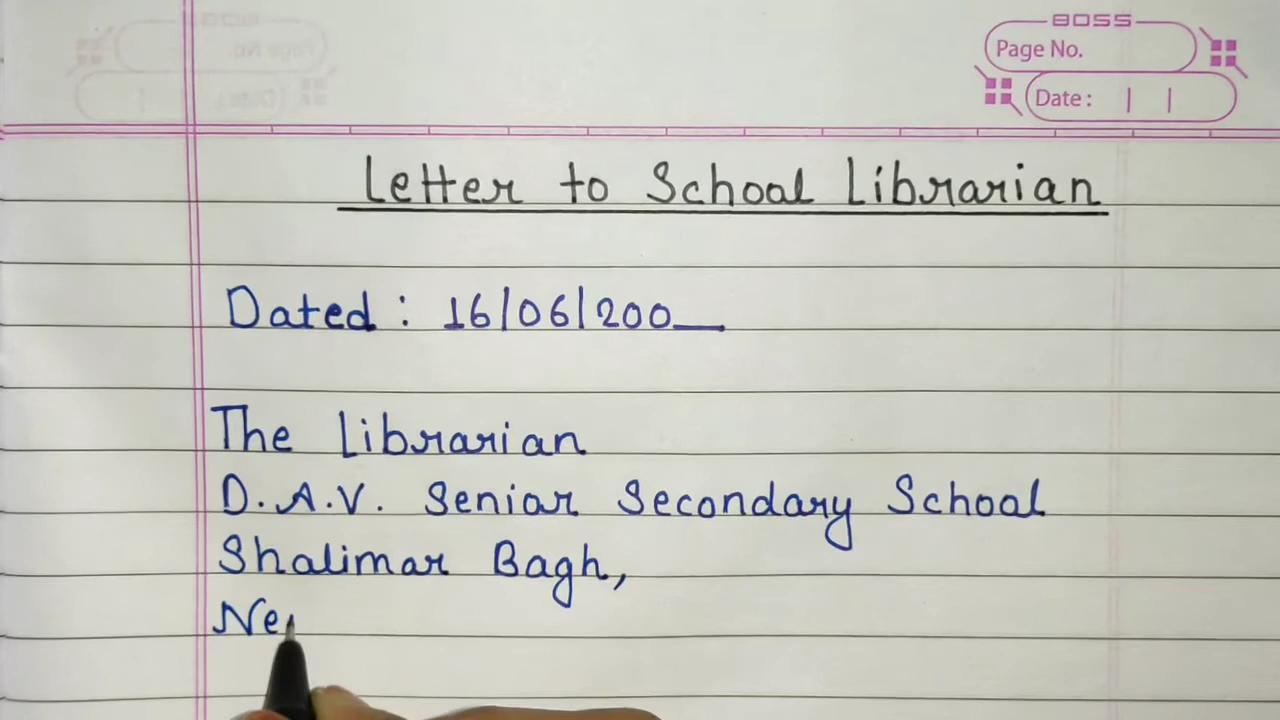 BOSS
Page No.
Date :
Letter to School Librarian
Dated : 16/06/200__
The Librarian
D.A.V. Senior Secondary School
Shalimar Bagh,
Ne